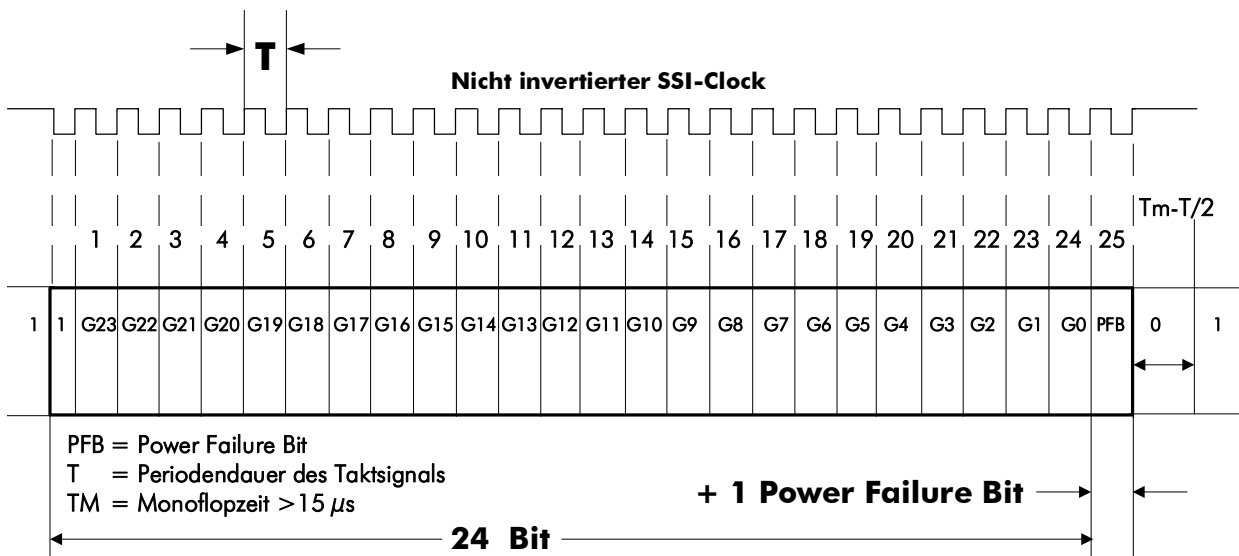 T
Nicht invertierter SSI-Clock
Tm-T/2
1 2 3 4 5 6 7 8 9 10 11 12 13 14 15 16 17 18 19 20 21 22 23 24 25
1 1 G23 G22 G21 G20 G19 G18 G17 G16 G15 G14 G13 G12 G11 G10 G9 G8 G7 G6 G5 G4 G3 G2 G1 G0 PFB 0 1
PFB = Power Failure Bit
T = Periodendauer des Taktsignals
TM = Monoflopzeit >15 µs
+ 1 Power Failure Bit
24 Bit